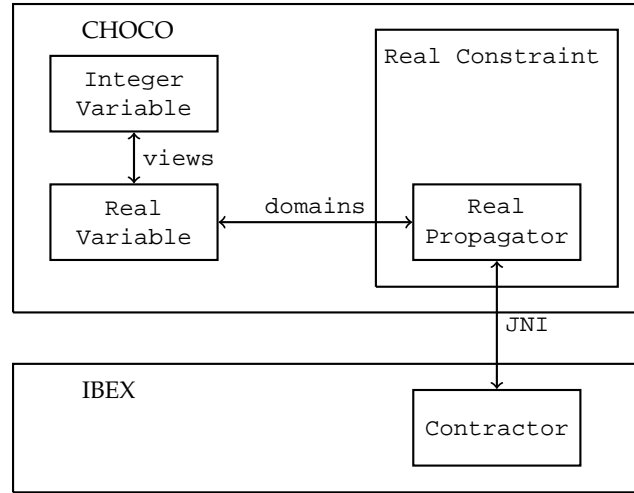 CHOCO
Real Constraint
Integer
Variable
views
Real
Variable
domains
Real
Propagator
JNI
IBEX
Contractor